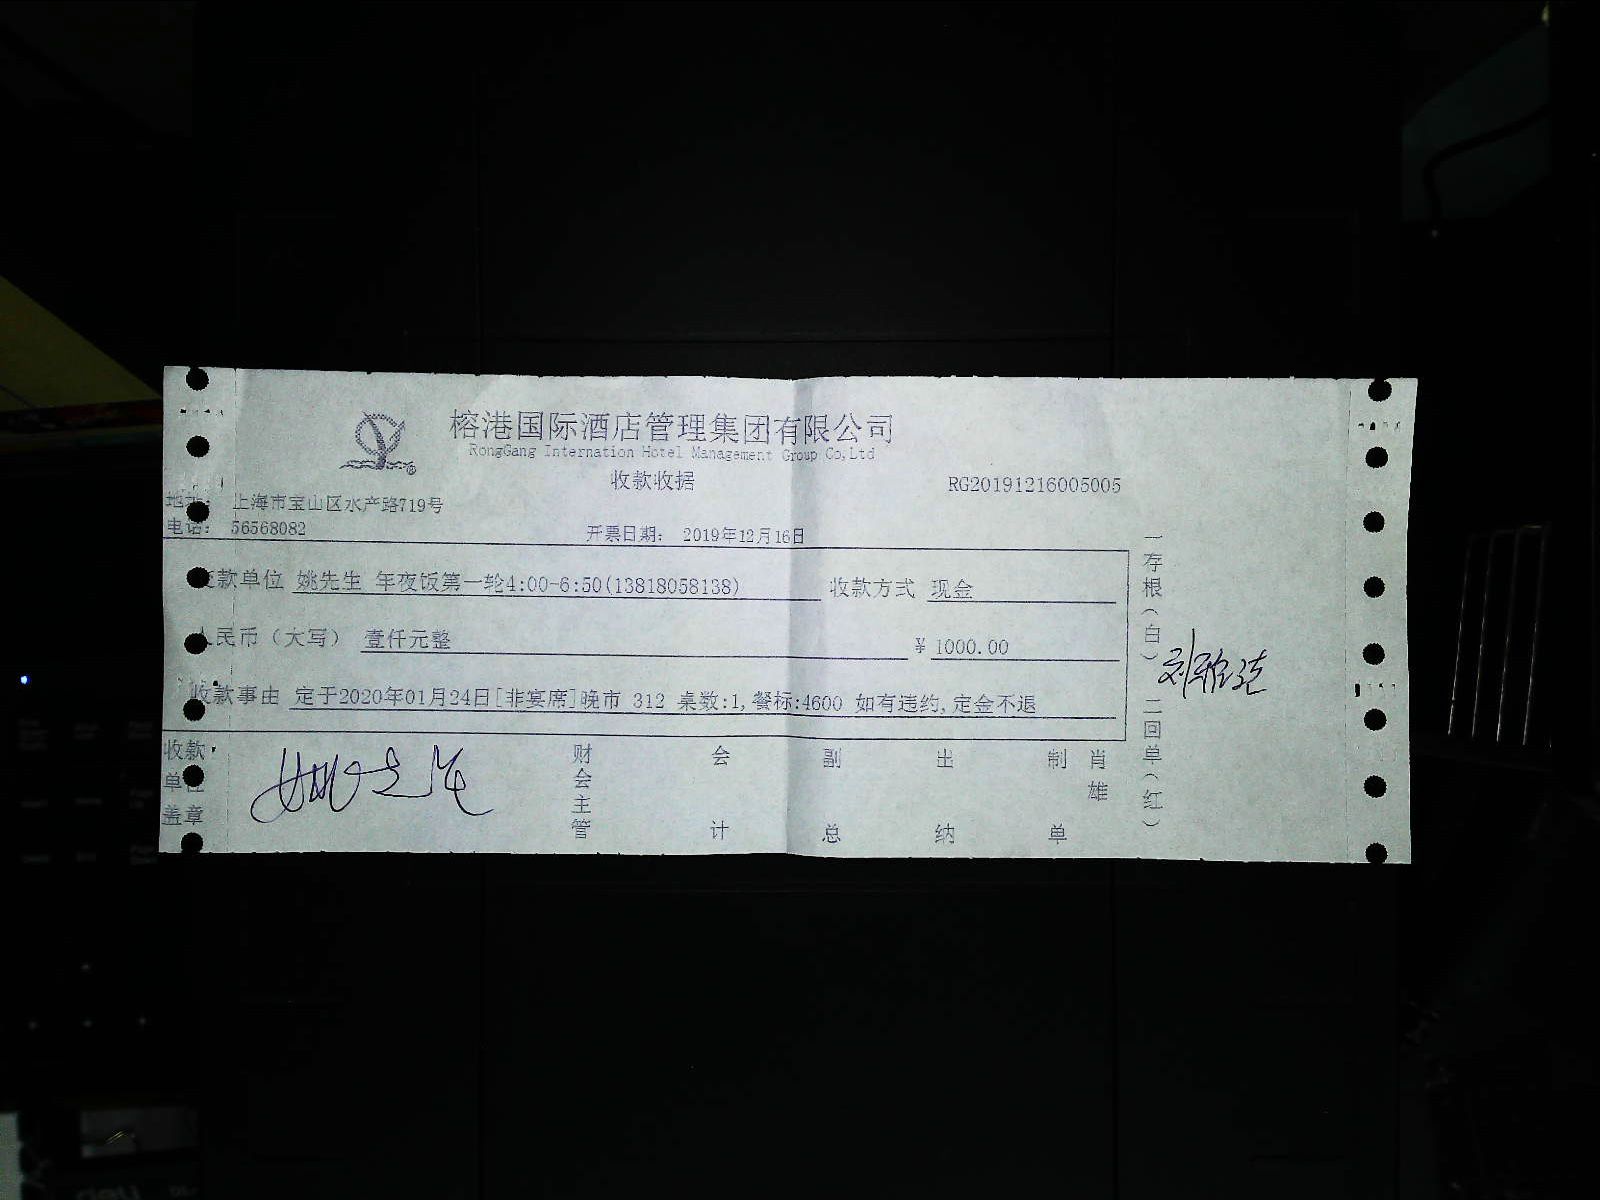 榕港国际酒店管理集团有限公司
RongGang Internation Hotel Management Group Co,Ltd
收款收据
RG20191216005005
地址: 上海市宝山区水产路719号
电话: 56568082
开票日期: 2019年12月16日
款单位 姚先生 年夜饭第一轮4:00-6:50(13818058138) 收款方式 现金
人民币（大写） 壹仟元整 ¥ 1000.00
收款事由 定于2020年01月24日[非宴席]晚市 312 桌数:1,餐标:4600 如有违约,定金不退
收款单位盖章
财会主管
会计
副总
出纳
制单
肖雄
一存根(白) 二回单(红)